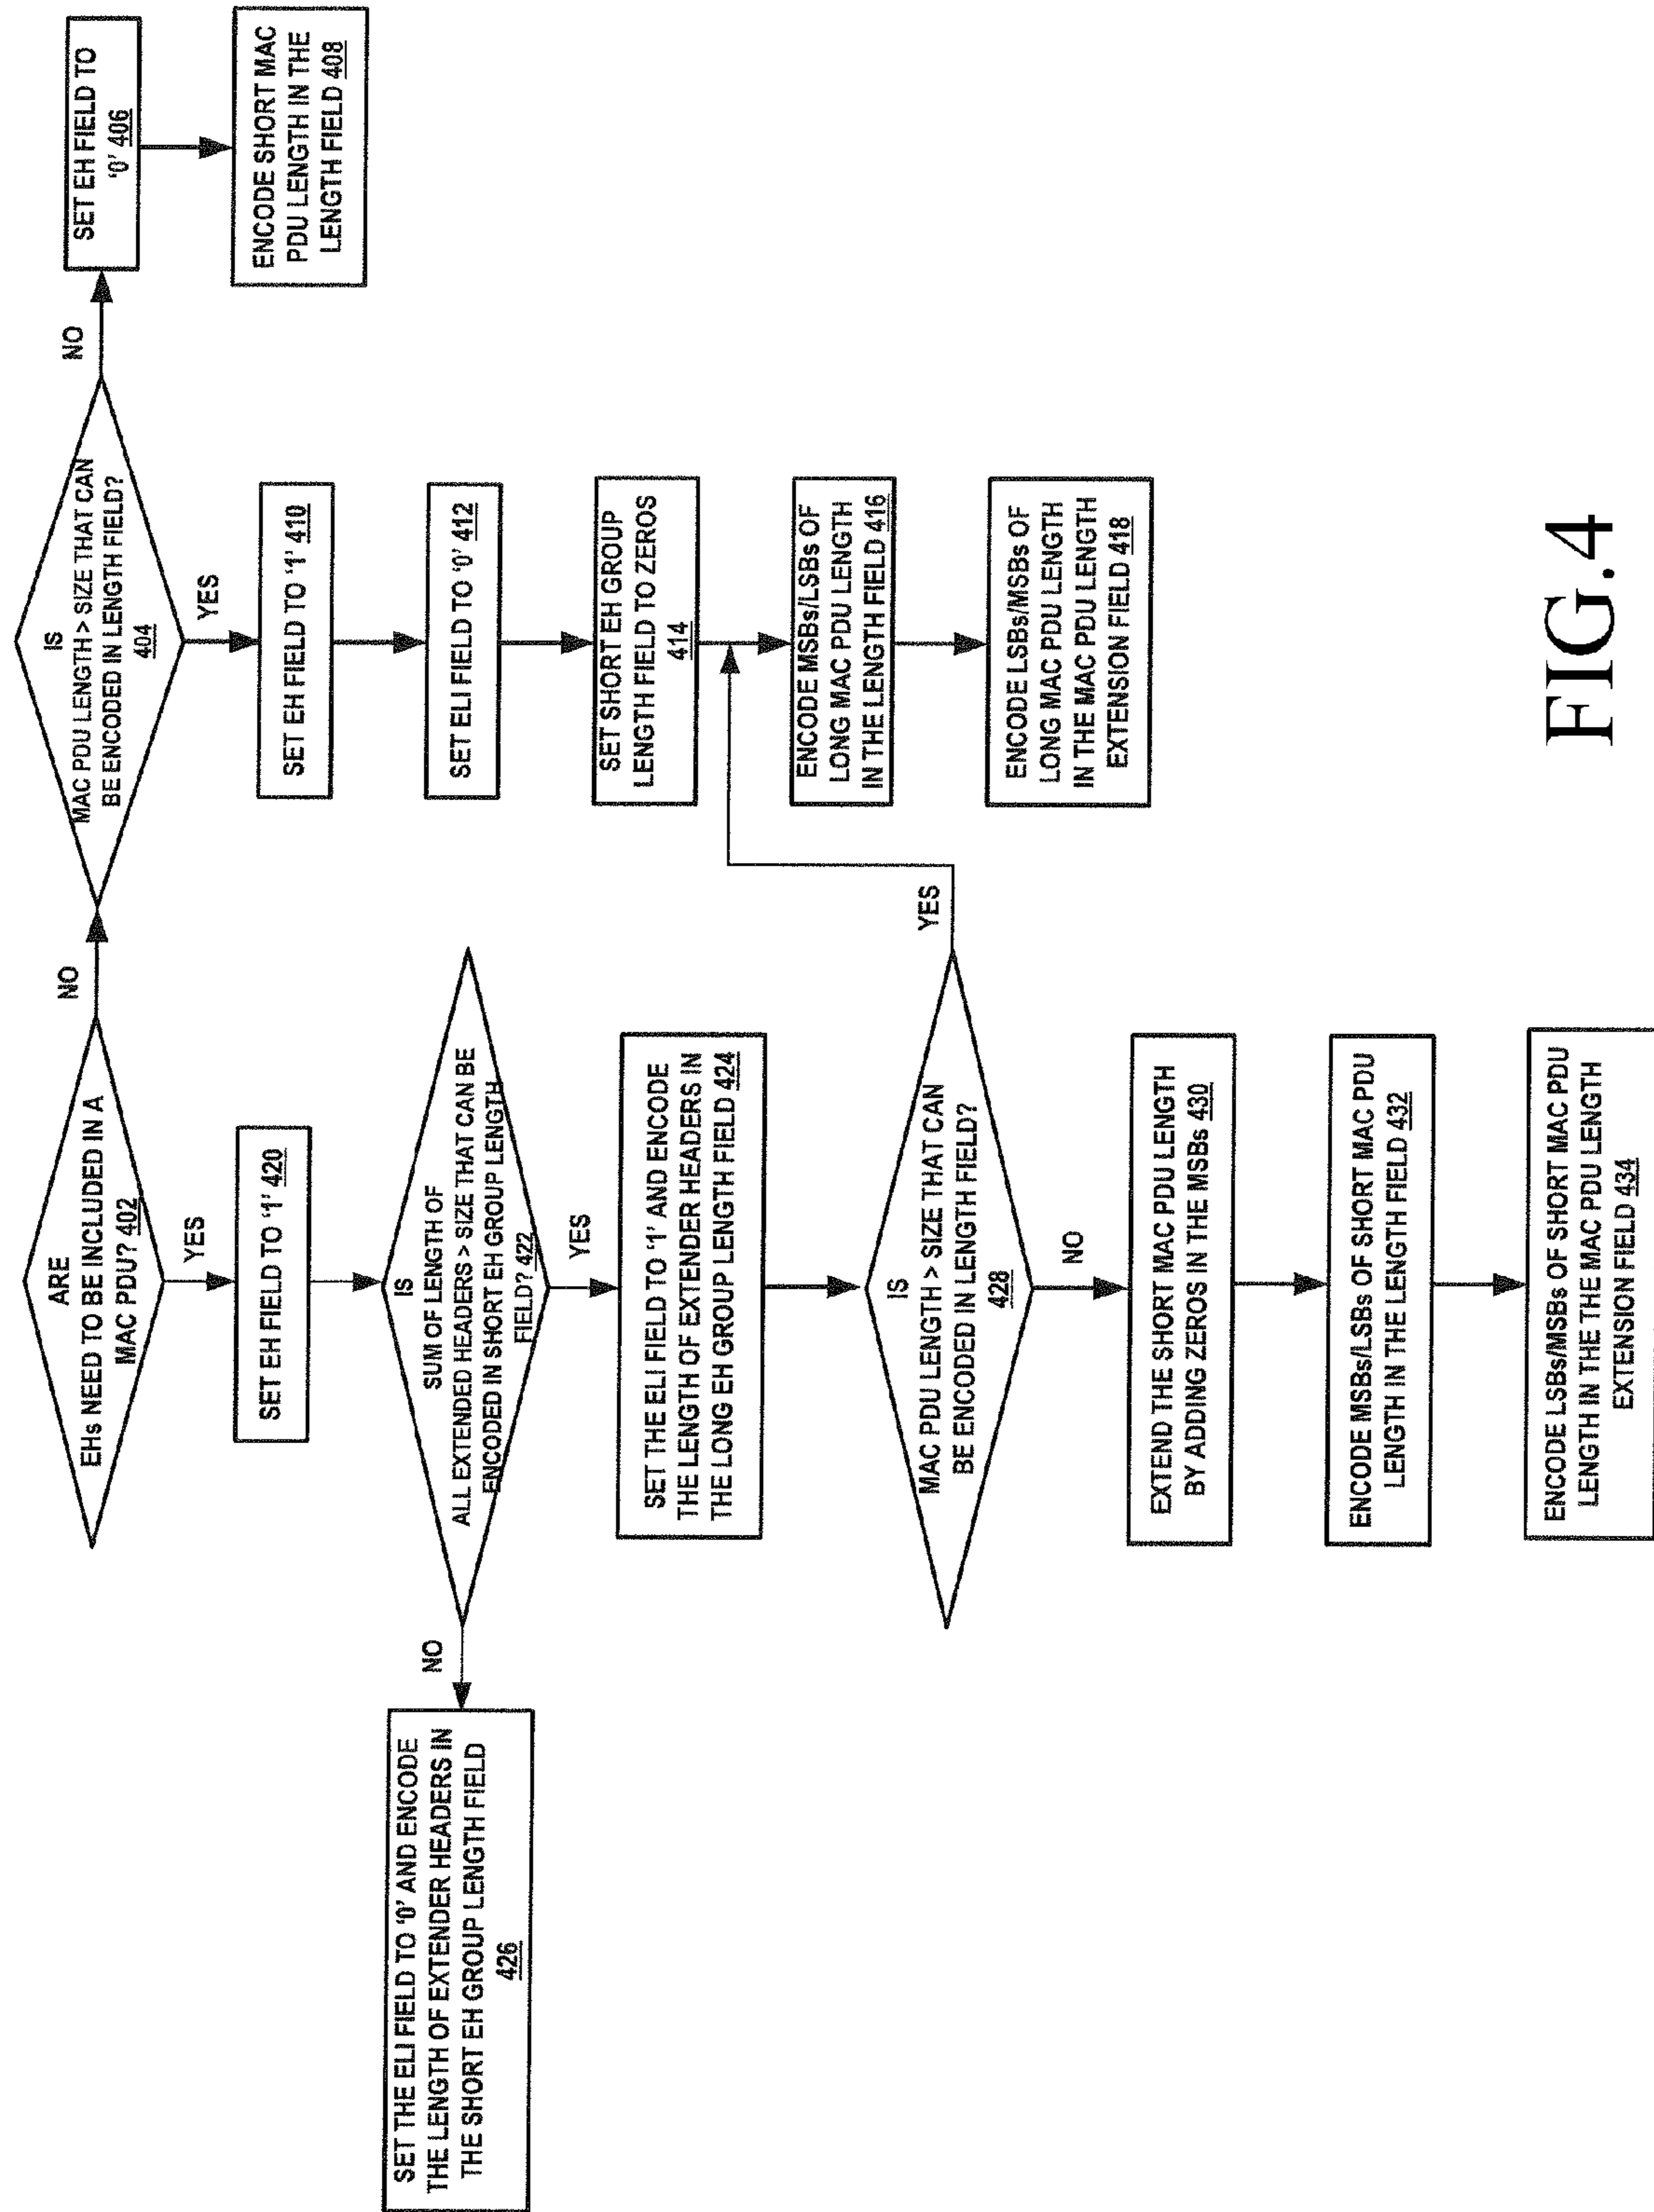 ARE
EHs NEED TO BE INCLUDED IN A
MAC PDU? 402
NO
YES
IS
MAC PDU LENGTH > SIZE THAT CAN
BE ENCODED IN LENGTH FIELD?
404
NO
YES
SET EH FIELD TO
'0' 406
ENCODE SHORT MAC
PDU LENGTH IN THE
LENGTH FIELD 408
SET EH FIELD TO '1' 410
SET ELI FIELD TO '0' 412
SET SHORT EH GROUP
LENGTH FIELD TO ZEROS
414
ENCODE MSBs/LSBs OF
LONG MAC PDU LENGTH
IN THE LENGTH FIELD 416
ENCODE LSBs/MSBs OF
LONG MAC PDU LENGTH
IN THE MAC PDU LENGTH
EXTENSION FIELD 418
SET EH FIELD TO '1' 420
IS
SUM OF LENGTH OF
ALL EXTENDED HEADERS > SIZE THAT CAN BE
ENCODED IN SHORT EH GROUP LENGTH
FIELD? 422
NO
YES
SET THE ELI FIELD TO '0' AND ENCODE
THE LENGTH OF EXTENDER HEADERS IN
THE SHORT EH GROUP LENGTH FIELD
426
SET THE ELI FIELD TO '1' AND ENCODE
THE LENGTH OF EXTENDER HEADERS IN
THE LONG EH GROUP LENGTH FIELD 424
IS
MAC PDU LENGTH > SIZE THAT CAN
BE ENCODED IN LENGTH FIELD?
428
YES
NO
EXTEND THE SHORT MAC PDU LENGTH
BY ADDING ZEROS IN THE MSBs 430
ENCODE MSBs/LSBs OF SHORT MAC PDU
LENGTH IN THE LENGTH FIELD 432
ENCODE LSBs/MSBs OF SHORT MAC PDU
LENGTH IN THE THE MAC PDU LENGTH
EXTENSION FIELD 434
FIG.4